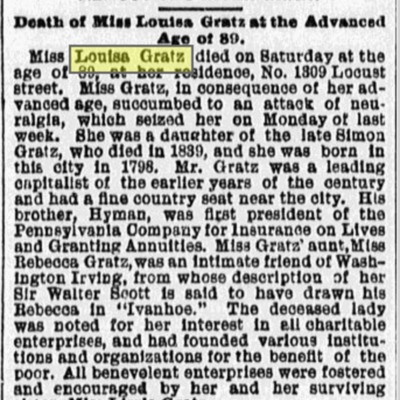 Death of Miss Louisa Gratz at the Advanced
Age of 89.
Miss Louisa Gratz died on Saturday at the
age of 89, at her residence, No. 1309 Locust
street. Miss Gratz, in consequence of her ad-
vanced age, succumbed to an attack of neu-
ralgia, which seized her on Monday of last
week. She was a daughter of the late Simon
Gratz, who died in 1839, and she was born in
this city in 1798. Mr. Gratz was a leading
capitalist of the earlier years of the century
and had a fine country seat near the city. His
brother, Hyman, was first president of the
Pennsylvania Company for Insurance on Lives
and Granting Annuities. Miss Gratz' aunt, Miss
Rebecca Gratz, was an intimate friend of Wash-
ington Irving, from whose description of her
Sir Walter Scott is said to have drawn his
Rebecca in "Ivanhoe." The deceased lady
was noted for her interest in all charitable
enterprises, and had founded various institu-
tions and organizations for the benefit of the
poor. All benevolent enterprises were fostered
and encouraged by her and her surviving